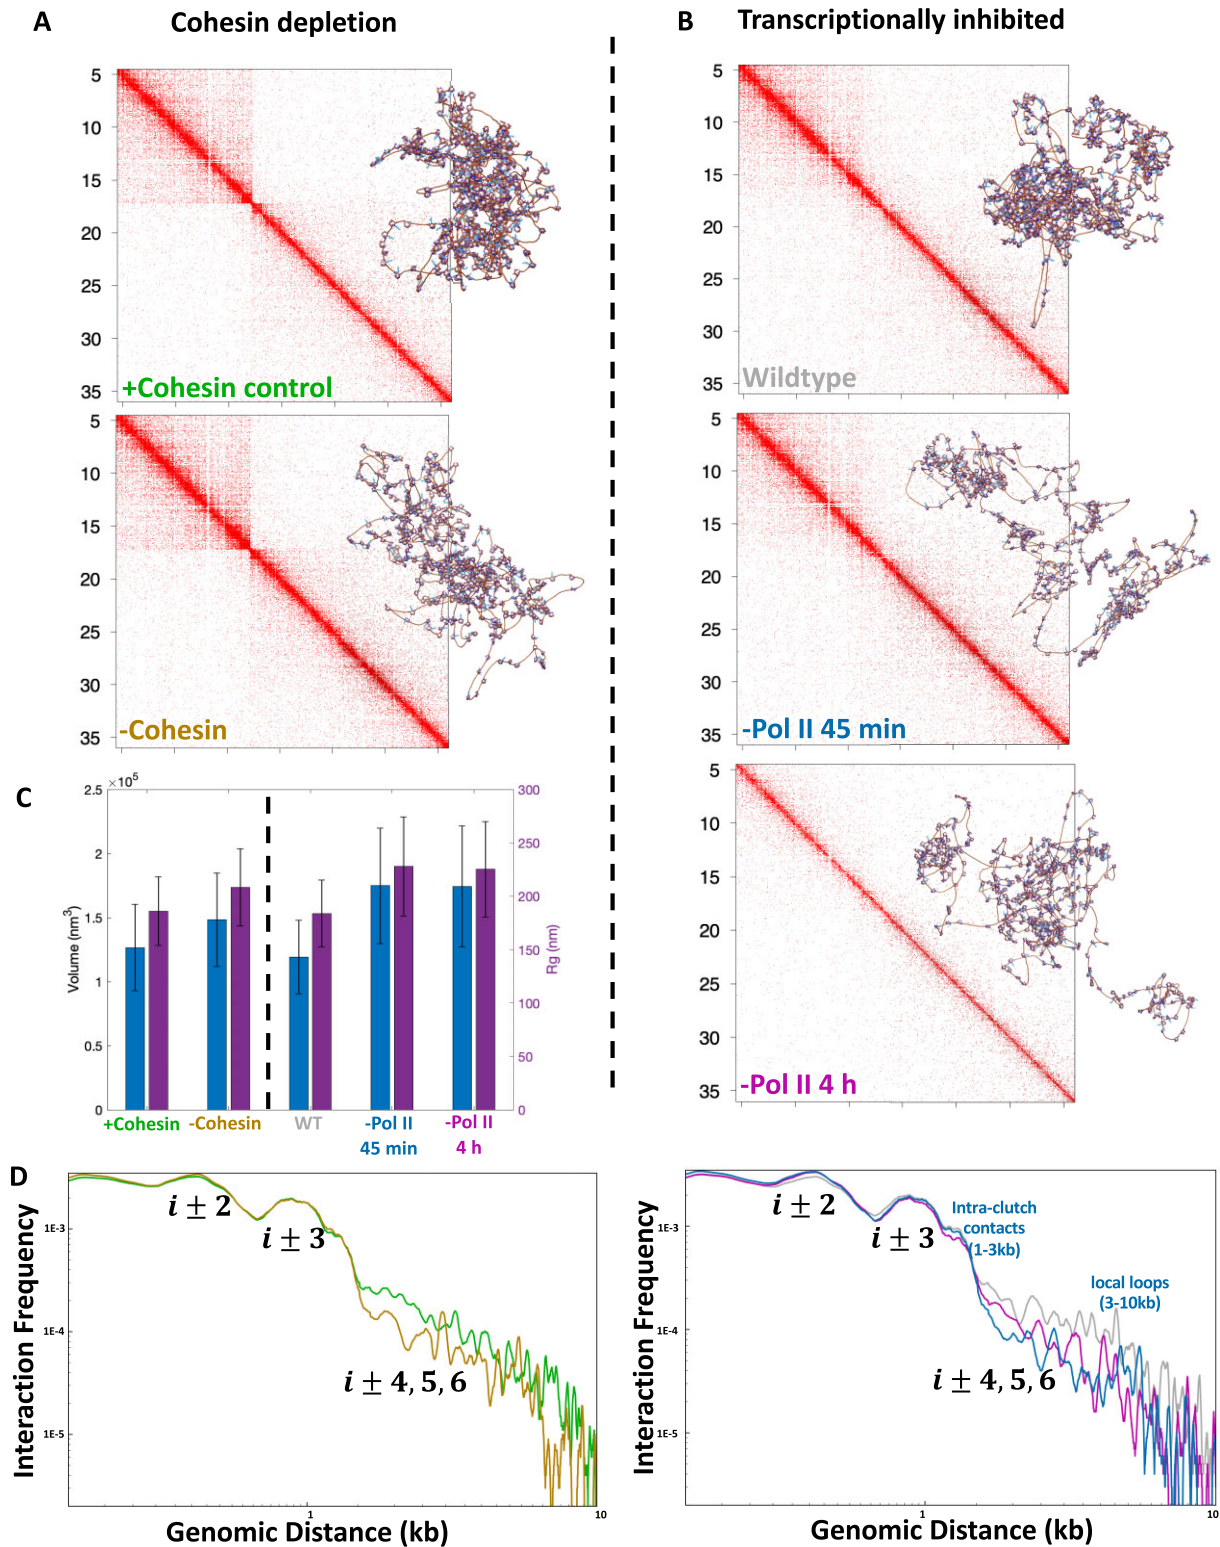 A
Cohesin depletion
B
Transcriptionally inhibited
5
10
15
20
25
30
35
+Cohesin control
5
10
15
20
25
30
35
-Cohesin
5
10
15
20
25
30
35
Wildtype
5
10
15
20
25
30
35
-Pol II 45 min
5
10
15
20
25
30
35
-Pol II 4 h
C
2.5 ×10⁵
2
1.5
1
0.5
0
Volume (nm³)
300
250
200
150
100
50
0
Rg (nm)
+Cohesin
-Cohesin
WT
-Pol II
45 min
-Pol II
4 h
D
Interaction Frequency
1E-3
1E-4
1E-5
i ± 2
i ± 3
i ± 4, 5, 6
1
10
Genomic Distance (kb)
Interaction Frequency
1E-3
1E-4
1E-5
i ± 2
i ± 3
Intra-clutch
contacts
(1-3kb)
local loops
(3-10kb)
i ± 4, 5, 6
1
10
Genomic Distance (kb)